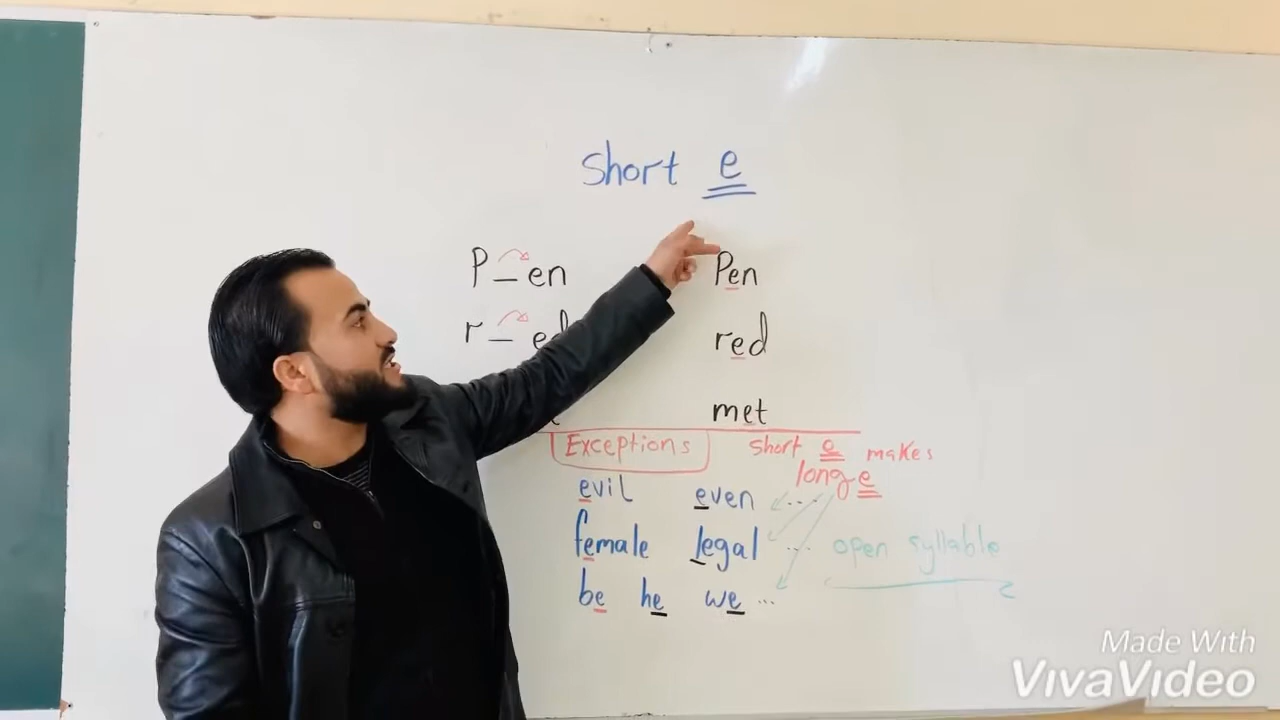 Short e
P_en Pen
r_ed red
met
Exceptions short e makes
long e
evil even ...
female legal ... open syllable
be he we ...
Made With
VivaVideo